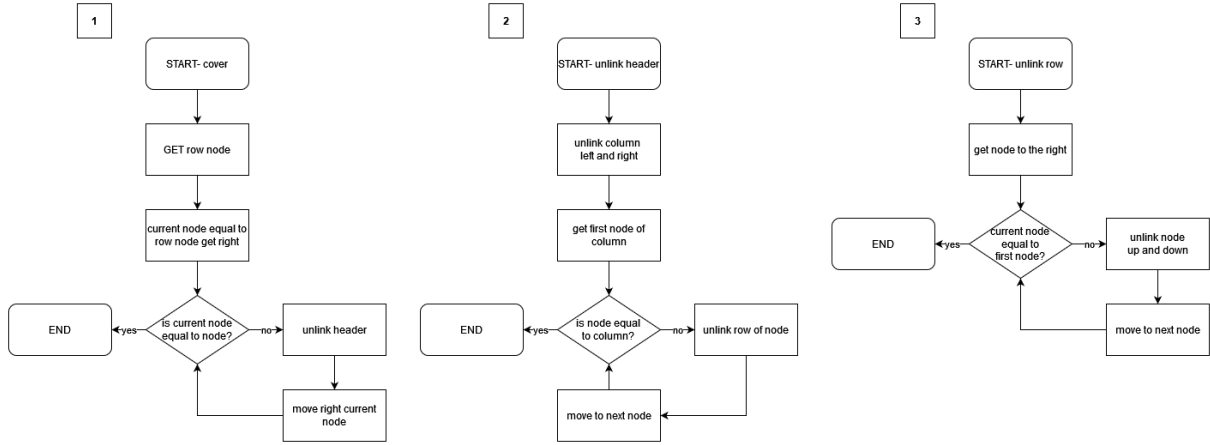 1
START- cover
GET row node
current node equal to
row node get right
is current node
equal to node?
yes
no
END
unlink header
move right current
node
2
START- unlink header
unlink column
left and right
get first node of
column
is node equal
to column?
yes
no
END
unlink row of node
move to next node
3
START- unlink row
get node to the right
current node
equal to
first node?
yes
no
END
unlink node
up and down
move to next node